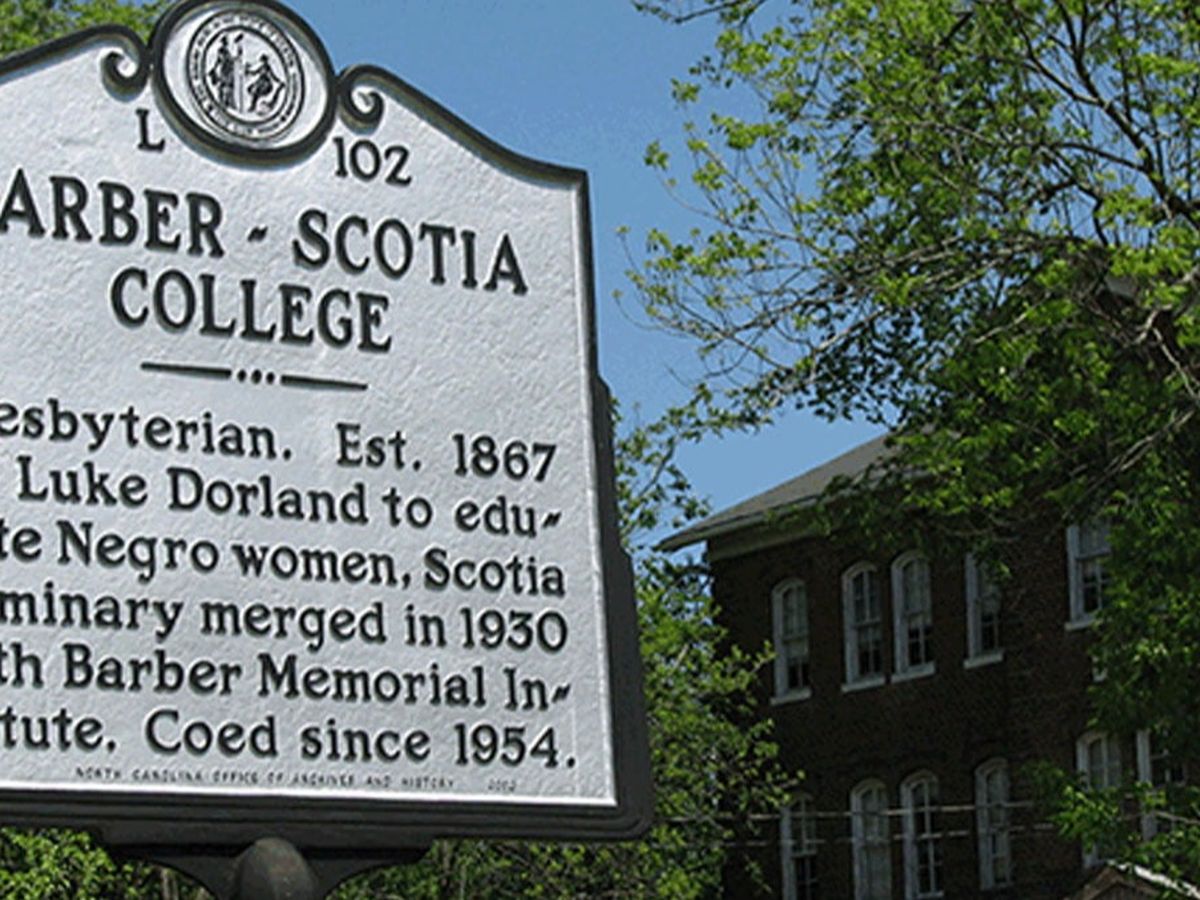 L 102
ARBER - SCOTIA
COLLEGE
esbyterian. Est. 1867
Luke Dorland to edu-
te Negro women, Scotia
minary merged in 1930
th Barber Memorial In-
tute. Coed since 1954.
NORTH CAROLINA OFFICE OF ARCHIVES AND HISTORY 2002